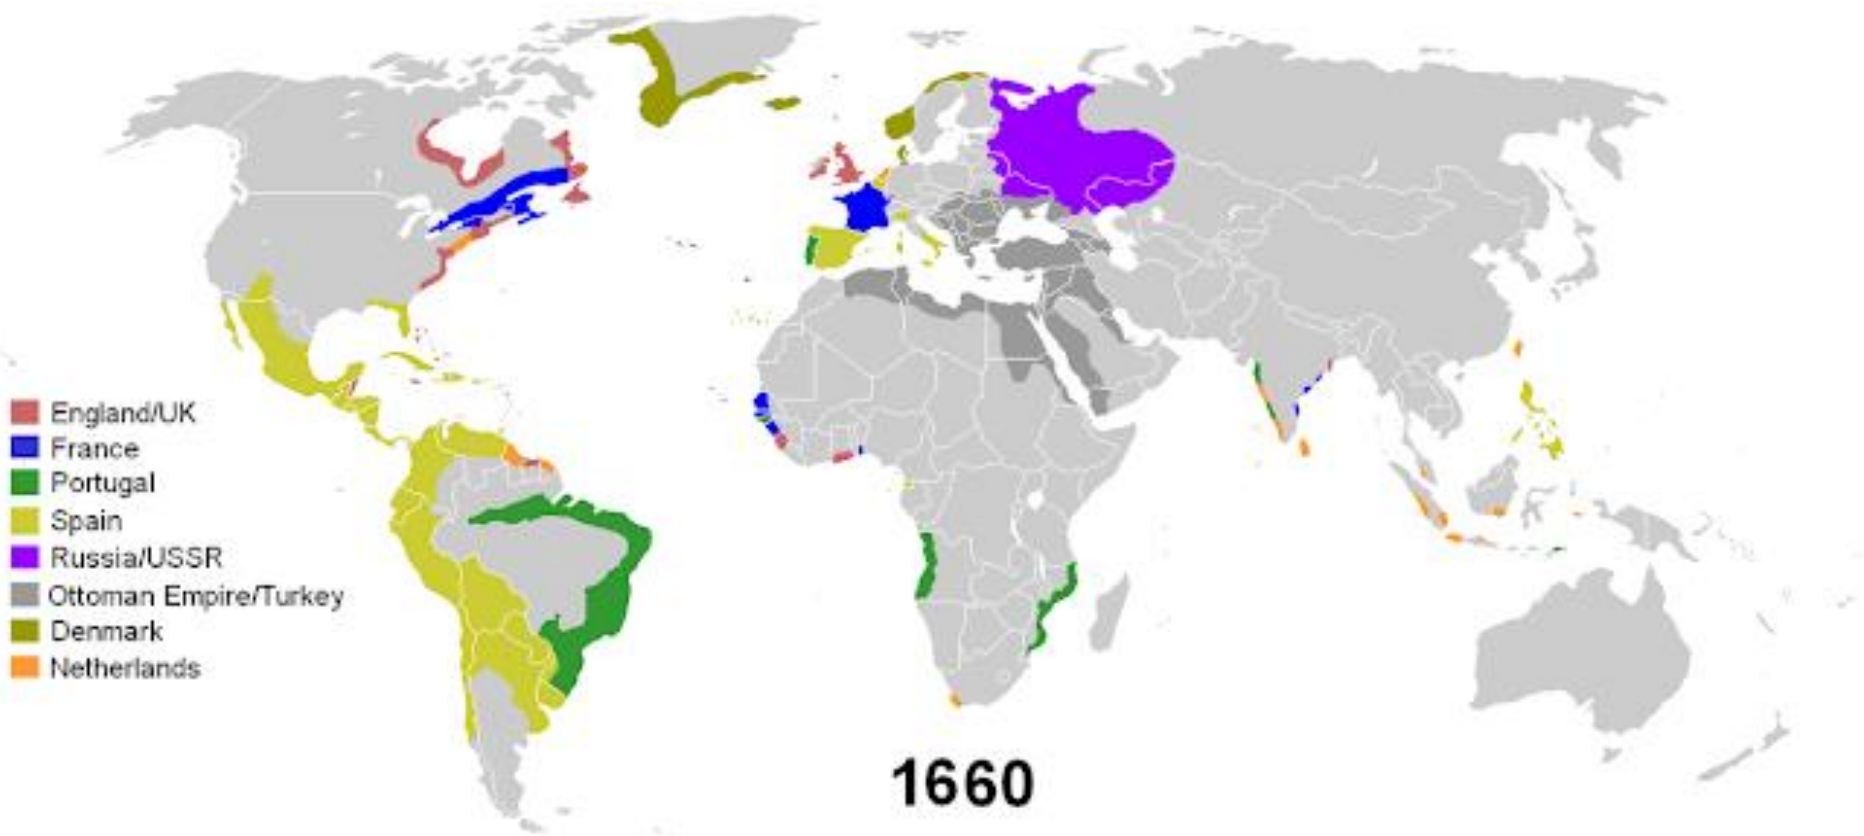 England/UK
France
Portugal
Spain
Russia/USSR
Ottoman Empire/Turkey
Denmark
Netherlands
1660